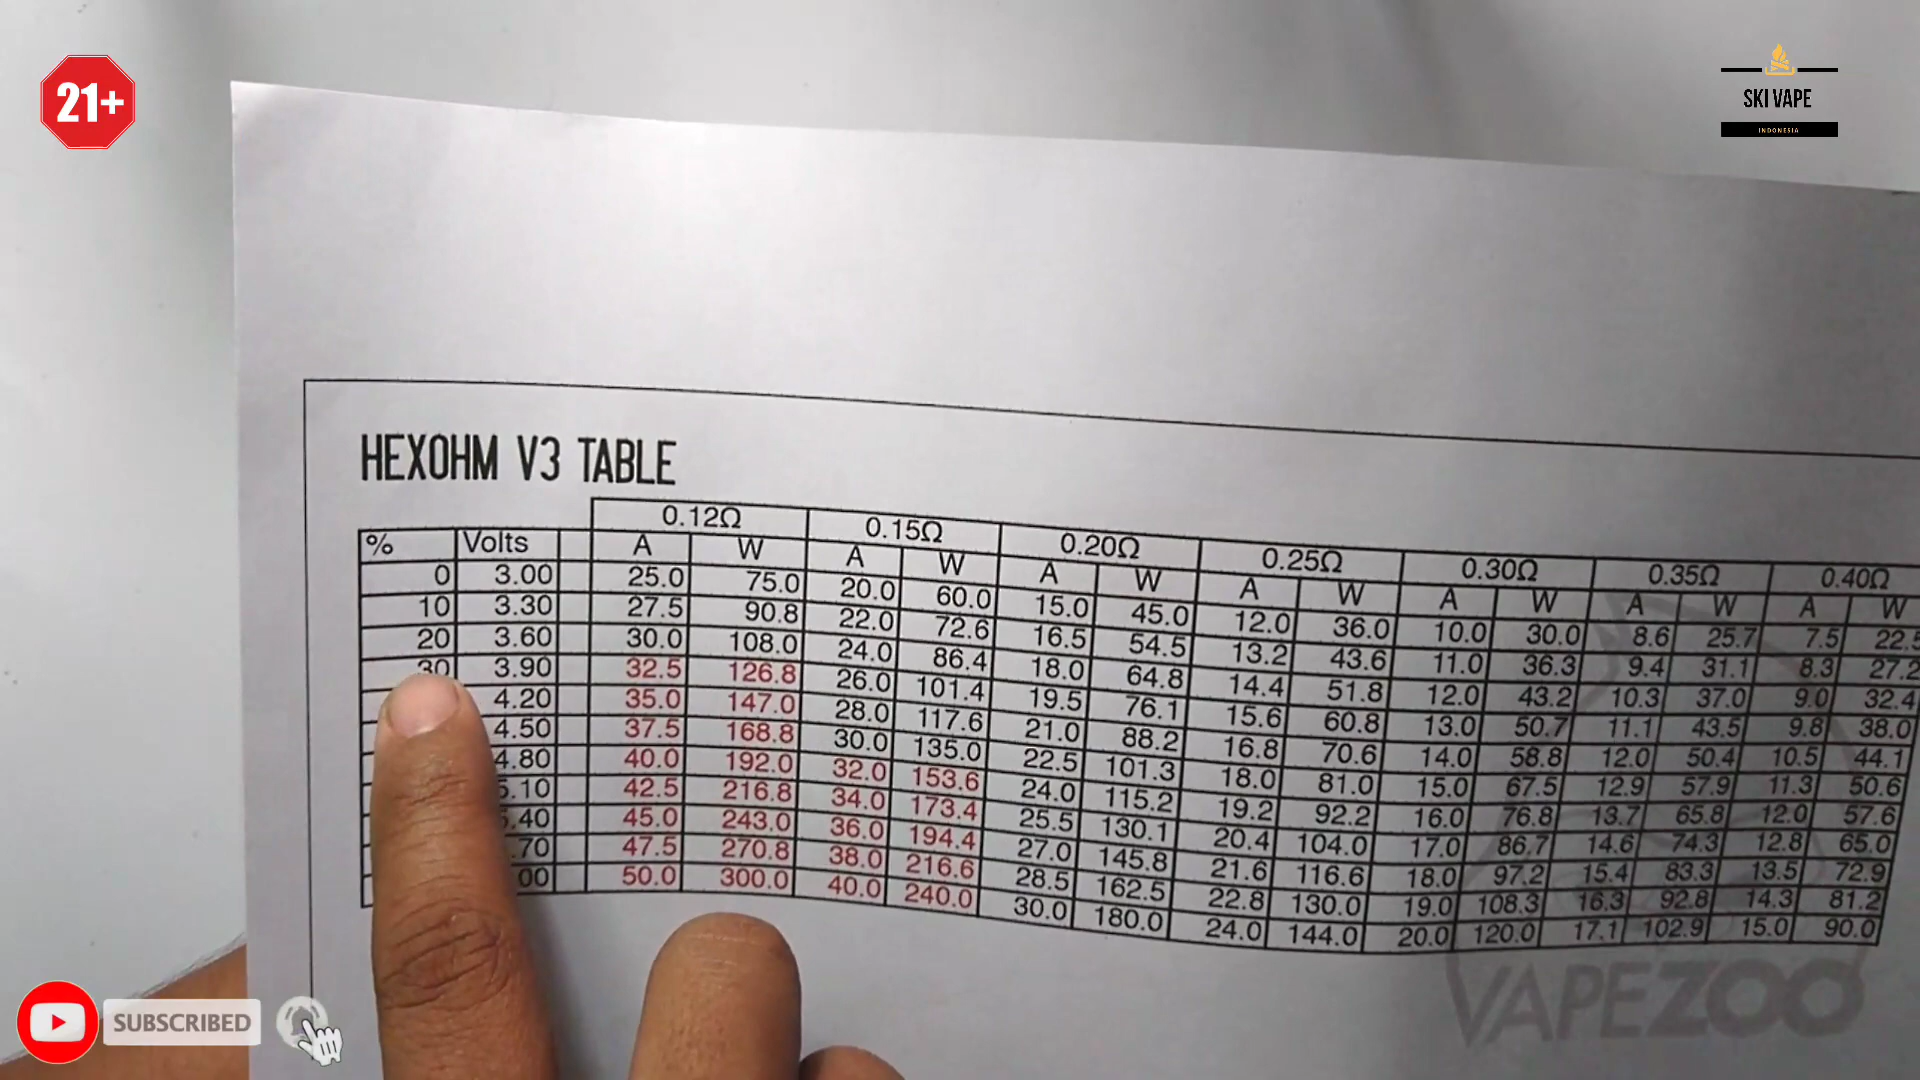 21+
SKI VAPE
INDONESIA
HEXOHM V3 TABLE
0.12Ω 0.15Ω 0.20Ω 0.25Ω 0.30Ω 0.35Ω 0.40Ω
% Volts A W A W A W A W A W A W A W
0 3.00 25.0 75.0 20.0 60.0 15.0 45.0 12.0 36.0 10.0 30.0 8.6 25.7 7.5 22.5
10 3.30 27.5 90.8 22.0 72.6 16.5 54.5 13.2 43.6 11.0 36.3 9.4 31.1 8.3 27.2
20 3.60 30.0 108.0 24.0 86.4 18.0 64.8 14.4 51.8 12.0 43.2 10.3 37.0 9.0 32.4
30 3.90 32.5 126.8 26.0 101.4 19.5 76.1 15.6 60.8 13.0 50.7 11.1 43.5 9.8 38.0
4.20 35.0 147.0 28.0 117.6 21.0 88.2 16.8 70.6 14.0 58.8 12.0 50.4 10.5 44.1
4.50 37.5 168.8 30.0 135.0 22.5 101.3 18.0 81.0 15.0 67.5 12.9 57.9 11.3 50.6
4.80 40.0 192.0 32.0 153.6 24.0 115.2 19.2 92.2 16.0 76.8 13.7 65.8 12.0 57.6
.10 42.5 216.8 34.0 173.4 25.5 130.1 20.4 104.0 17.0 86.7 14.6 74.3 12.8 65.0
.40 45.0 243.0 36.0 194.4 27.0 145.8 21.6 116.6 18.0 97.2 15.4 83.3 13.5 72.9
.70 47.5 270.8 38.0 216.6 28.5 162.5 22.8 130.0 19.0 108.3 16.3 92.8 14.3 81.2
00 50.0 300.0 40.0 240.0 30.0 180.0 24.0 144.0 20.0 120.0 17.1 102.9 15.0 90.0
VAPEZOO
SUBSCRIBED